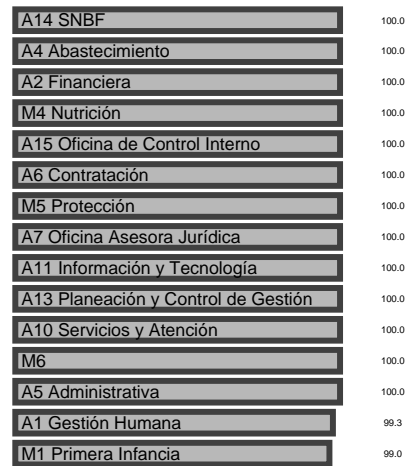 A14 SNBF 100.0
A4 Abastecimiento 100.0
A2 Financiera 100.0
M4 Nutrición 100.0
A15 Oficina de Control Interno 100.0
A6 Contratación 100.0
M5 Protección 100.0
A7 Oficina Asesora Jurídica 100.0
A11 Información y Tecnología 100.0
A13 Planeación y Control de Gestión 100.0
A10 Servicios y Atención 100.0
M6 100.0
A5 Administrativa 100.0
A1 Gestión Humana 99.3
M1 Primera Infancia 99.0